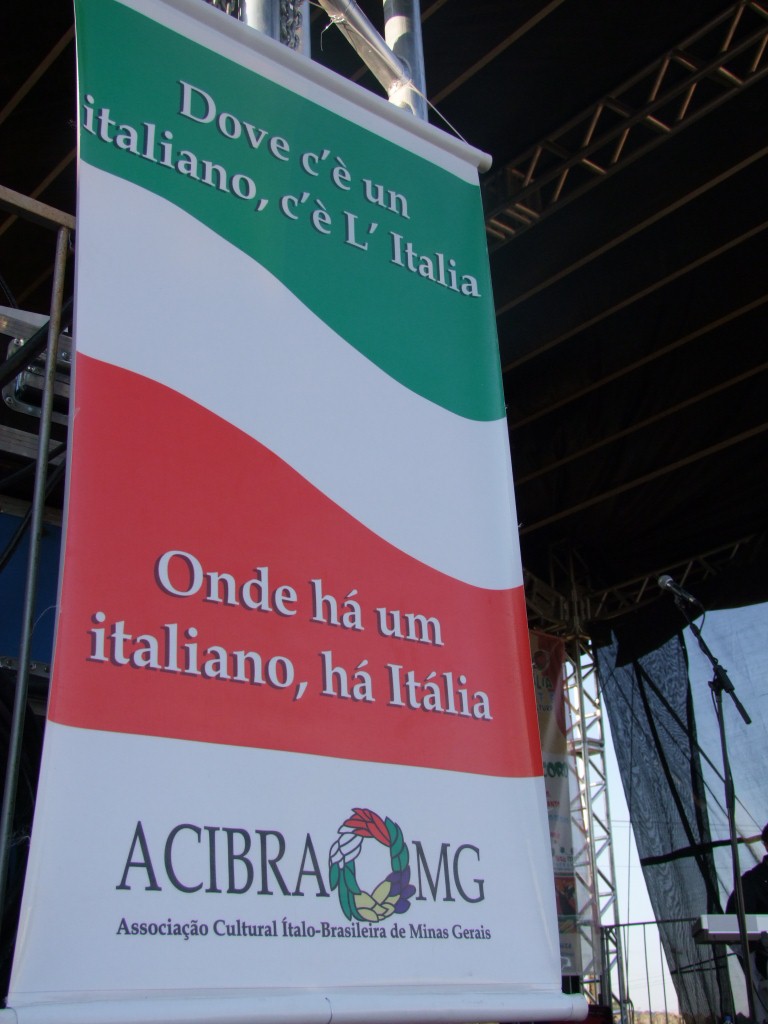 Dove c'è un
italiano, c'è L' Italia
Onde há um
italiano, há Itália
ACIBRA MG
Associação Cultural Ítalo-Brasileira de Minas Gerais